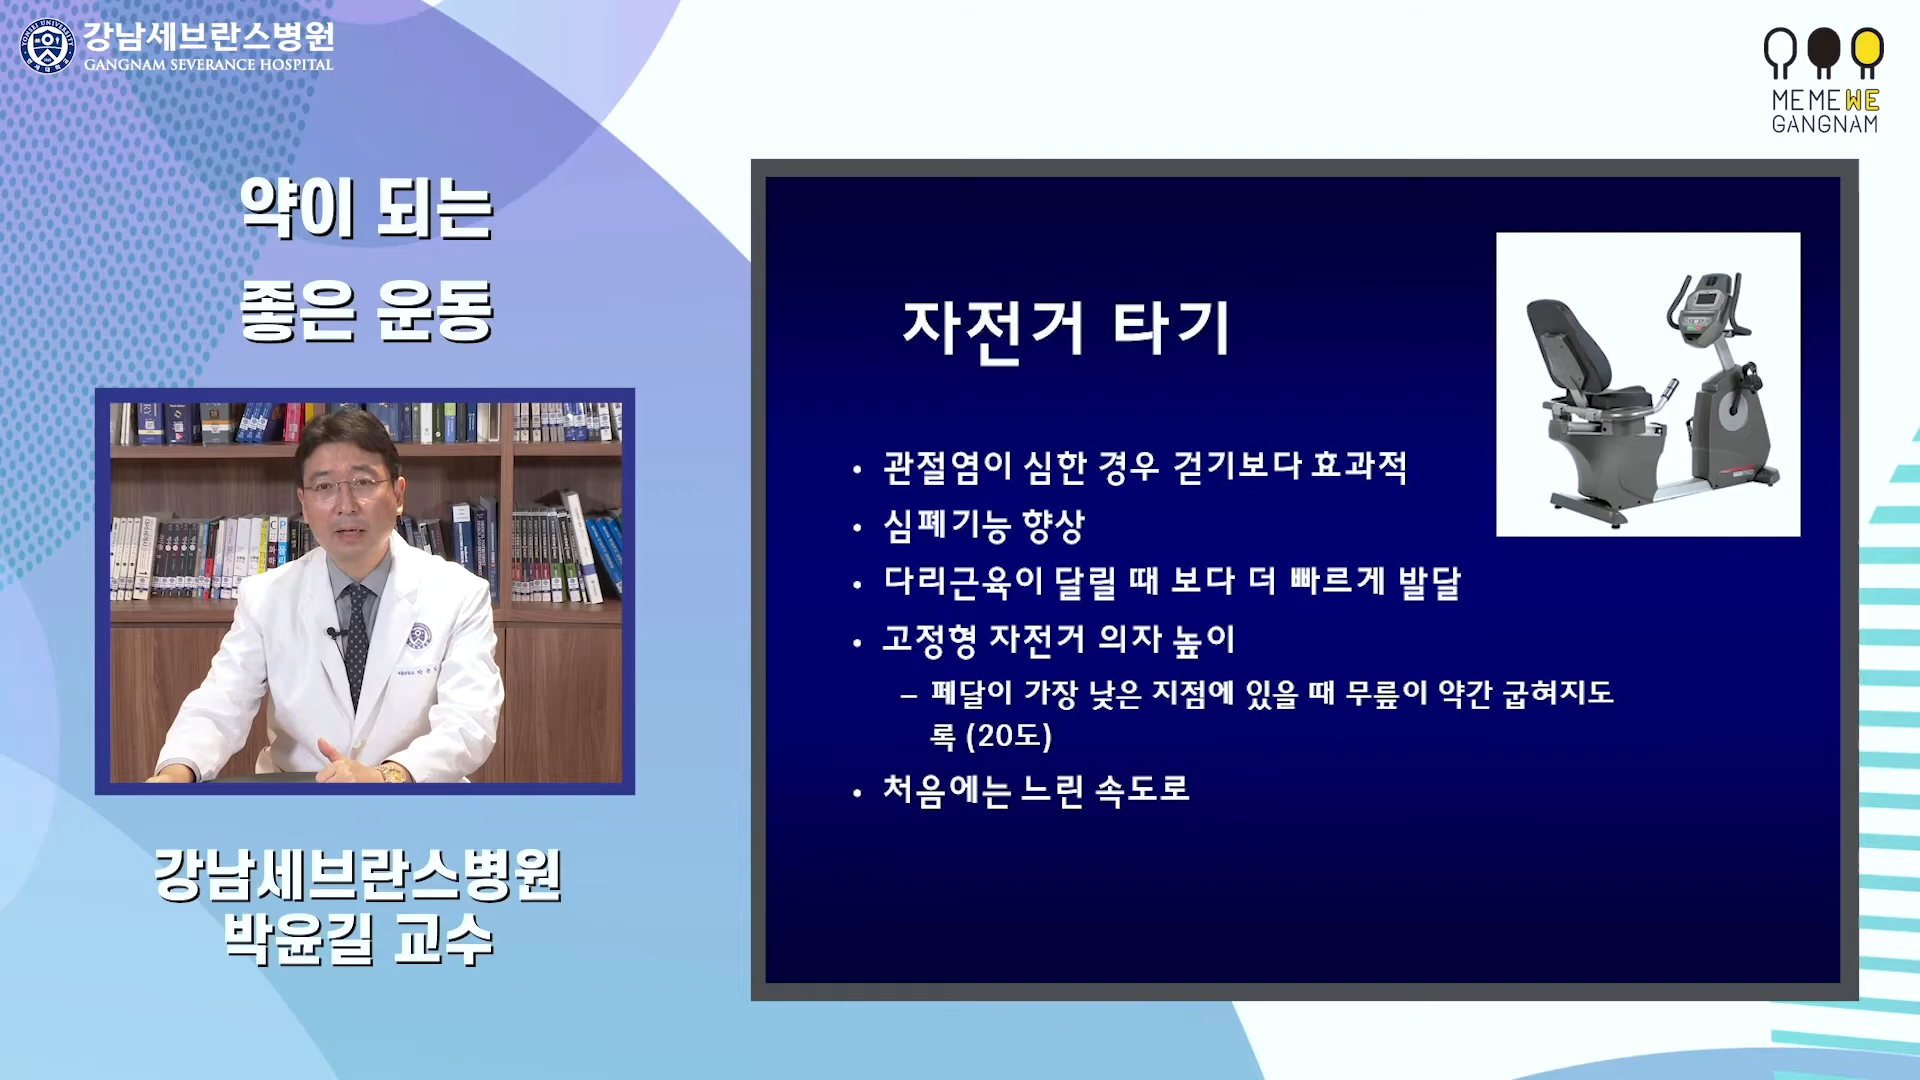 강남세브란스병원
GANGNAM SEVERANCE HOSPITAL
MEMEWE
GANGNAM
약이 되는
좋은 운동
강남세브란스병원
박윤길 교수
자전거 타기
• 관절염이 심한 경우 걷기보다 효과적
• 심폐기능 향상
• 다리근육이 달릴 때 보다 더 빠르게 발달
• 고정형 자전거 의자 높이
– 페달이 가장 낮은 지점에 있을 때 무릎이 약간 굽혀지도
록 (20도)
• 처음에는 느린 속도로